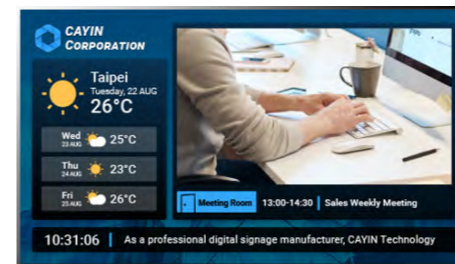 CAYIN
CORPORATION
Taipei
Tuesday, 22 AUG
26°C
Wed
23 AUG
25°C
Thu
24 AUG
23°C
Fri
25 AUG
26°C
Meeting Room 13:00-14:30 Sales Weekly Meeting
10:31:06 As a professional digital signage manufacturer, CAYIN Technology